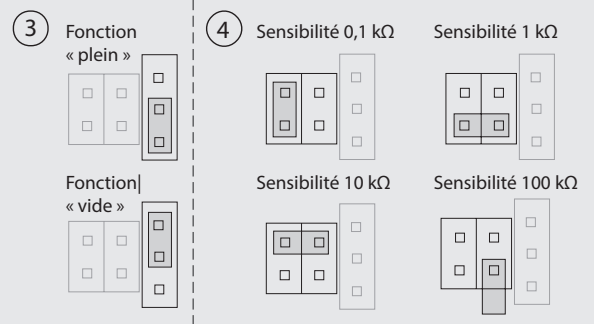 3
Fonction
« plein »
Fonction|
« vide »
4
Sensibilité 0,1 kΩ
Sensibilité 1 kΩ
Sensibilité 10 kΩ
Sensibilité 100 kΩ